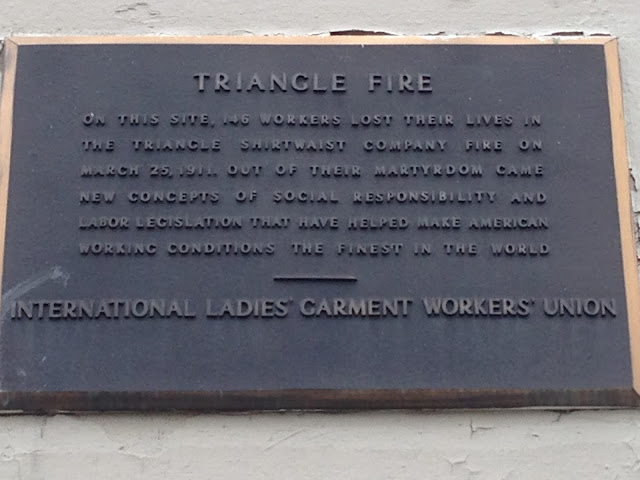 TRIANGLE FIRE
ON THIS SITE, 146 WORKERS LOST THEIR LIVES IN
THE TRIANGLE SHIRTWAIST COMPANY FIRE ON
MARCH 25, 1911. OUT OF THEIR MARTYRDOM CAME
NEW CONCEPTS OF SOCIAL RESPONSIBILITY AND
LABOR LEGISLATION THAT HAVE HELPED MAKE AMERICAN
WORKING CONDITIONS THE FINEST IN THE WORLD
INTERNATIONAL LADIES' GARMENT WORKERS' UNION